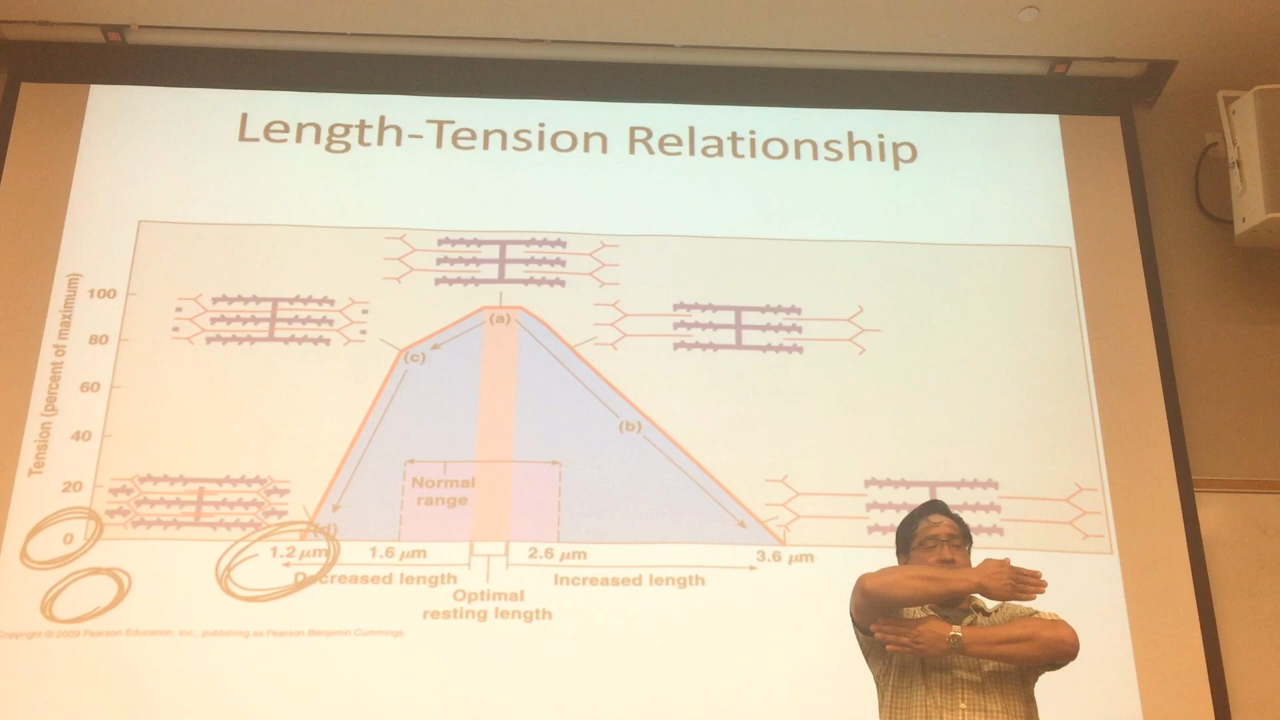 Length-Tension Relationship
Tension (percent of maximum)
100
80
60
40
20
0
(a)
(c)
(b)
(d)
Normal
range
1.2 µm
1.6 µm
2.6 µm
3.6 µm
Decreased length
Increased length
Optimal
resting length
Copyright © 2009 Pearson Education, Inc., publishing as Pearson Benjamin Cummings.